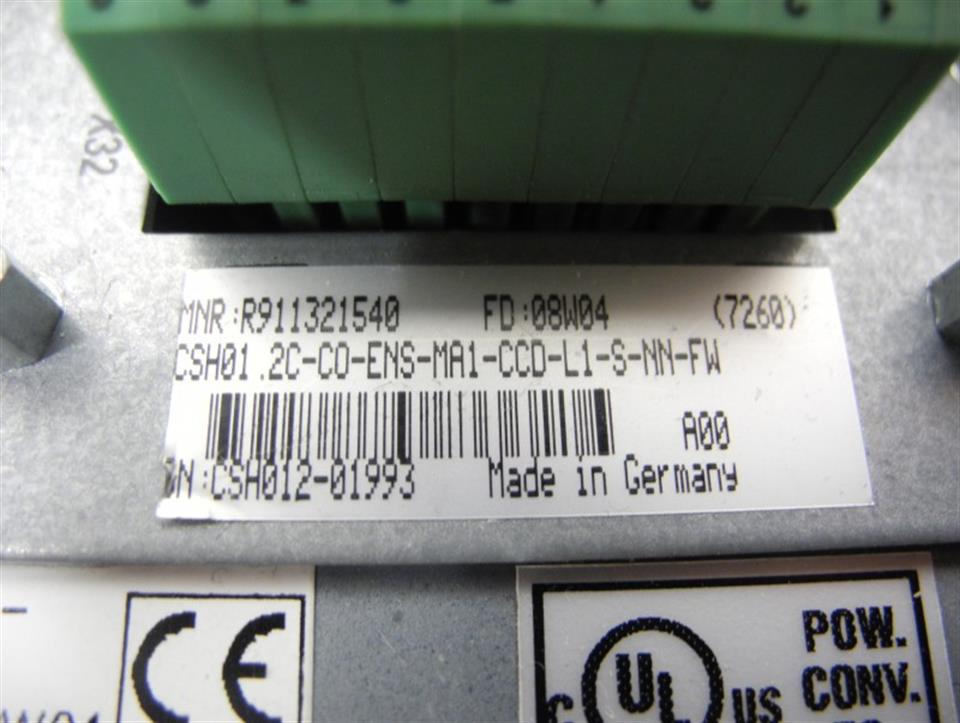 X32
MNR:R911321540 FD:08W04 (7260)
CSH01.2C-CO-ENS-MA1-CCD-L1-S-NN-FW
A00
SN:CSH012-01993 Made in Germany
CE
C UL US
POW.
CONV.